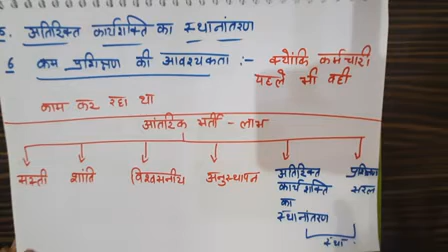 5. अतिरिक्त कार्यशक्ति का स्थानांतरण
6 कम प्रशिक्षण की आवश्यकता :- क्योंकि कर्मचारी
पहले भी वही
काम कर रहा था
आंतरिक भर्ती - लाभ
सस्ती शांति विश्वसनीय अनुस्थापन अतिरिक्त कार्यशक्ति का स्थानांतरण प्रशिक्षण सरल